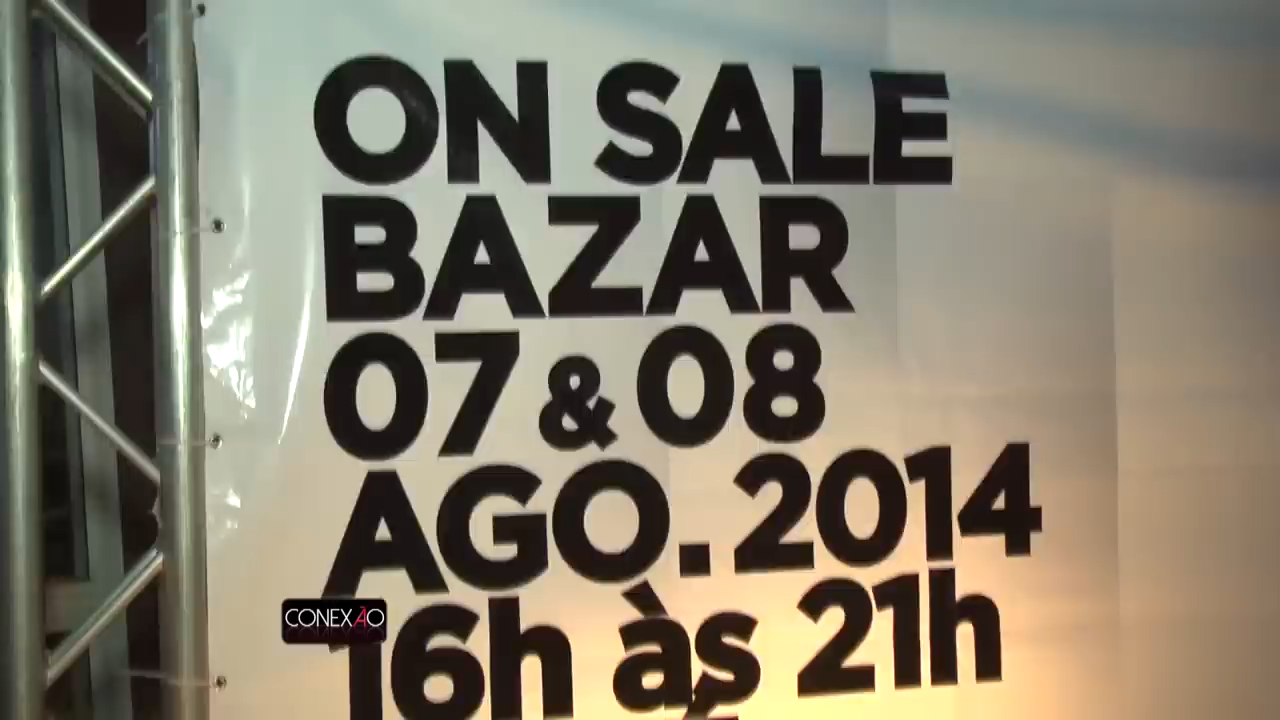 ON SALE
BAZAR
07 & 08
AGO. 2014
16h às 21h
CONEXÃO